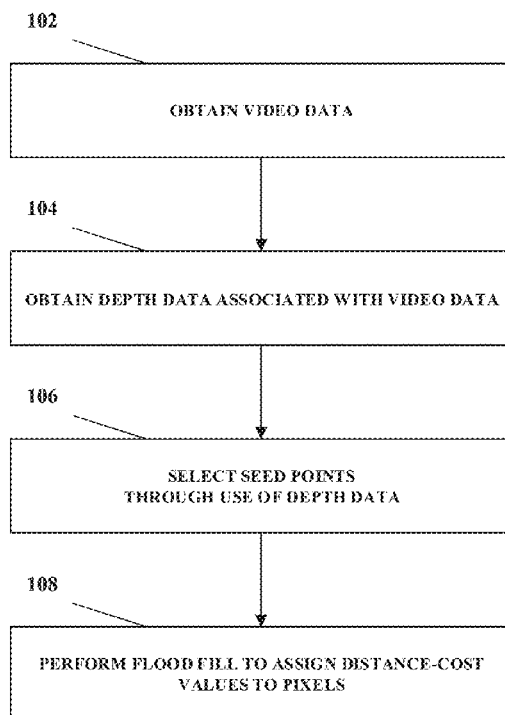 102
OBTAIN VIDEO DATA
104
OBTAIN DEPTH DATA ASSOCIATED WITH VIDEO DATA
106
SELECT SEED POINTS
THROUGH USE OF DEPTH DATA
108
PERFORM FLOOD FILL TO ASSIGN DISTANCE-COST
VALUES TO PIXELS